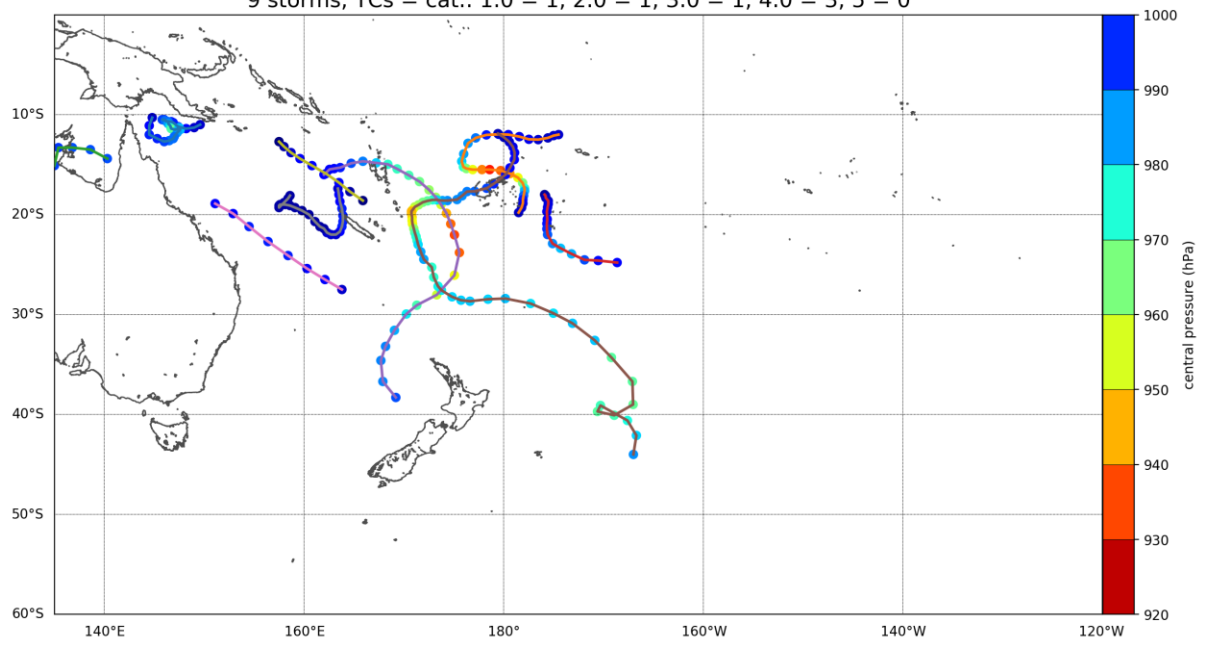 9 storms, TCs = cat.: 1.0 = 1, 2.0 = 1, 3.0 = 1, 4.0 = 3, 5 = 0
1000
10°S
990
980
20°S
970
30°S
960
950
40°S
940
50°S
930
60°S
920
140°E 160°E 180° 160°W 140°W 120°W
central pressure (hPa)